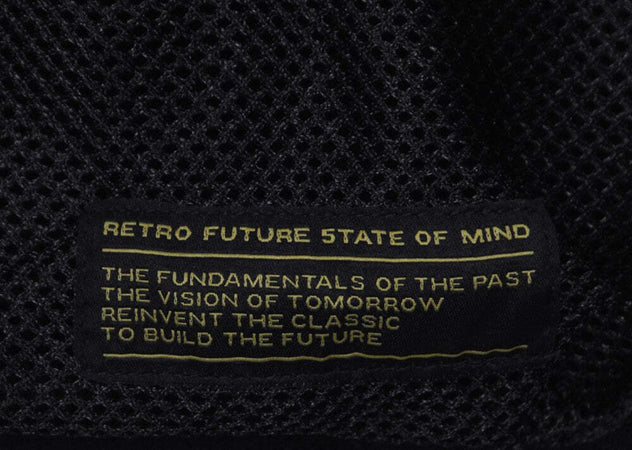 RETRO FUTURE STATE OF MIND
THE FUNDAMENTALS OF THE PAST
THE VISION OF TOMORROW
REINVENT THE CLASSIC
TO BUILD THE FUTURE